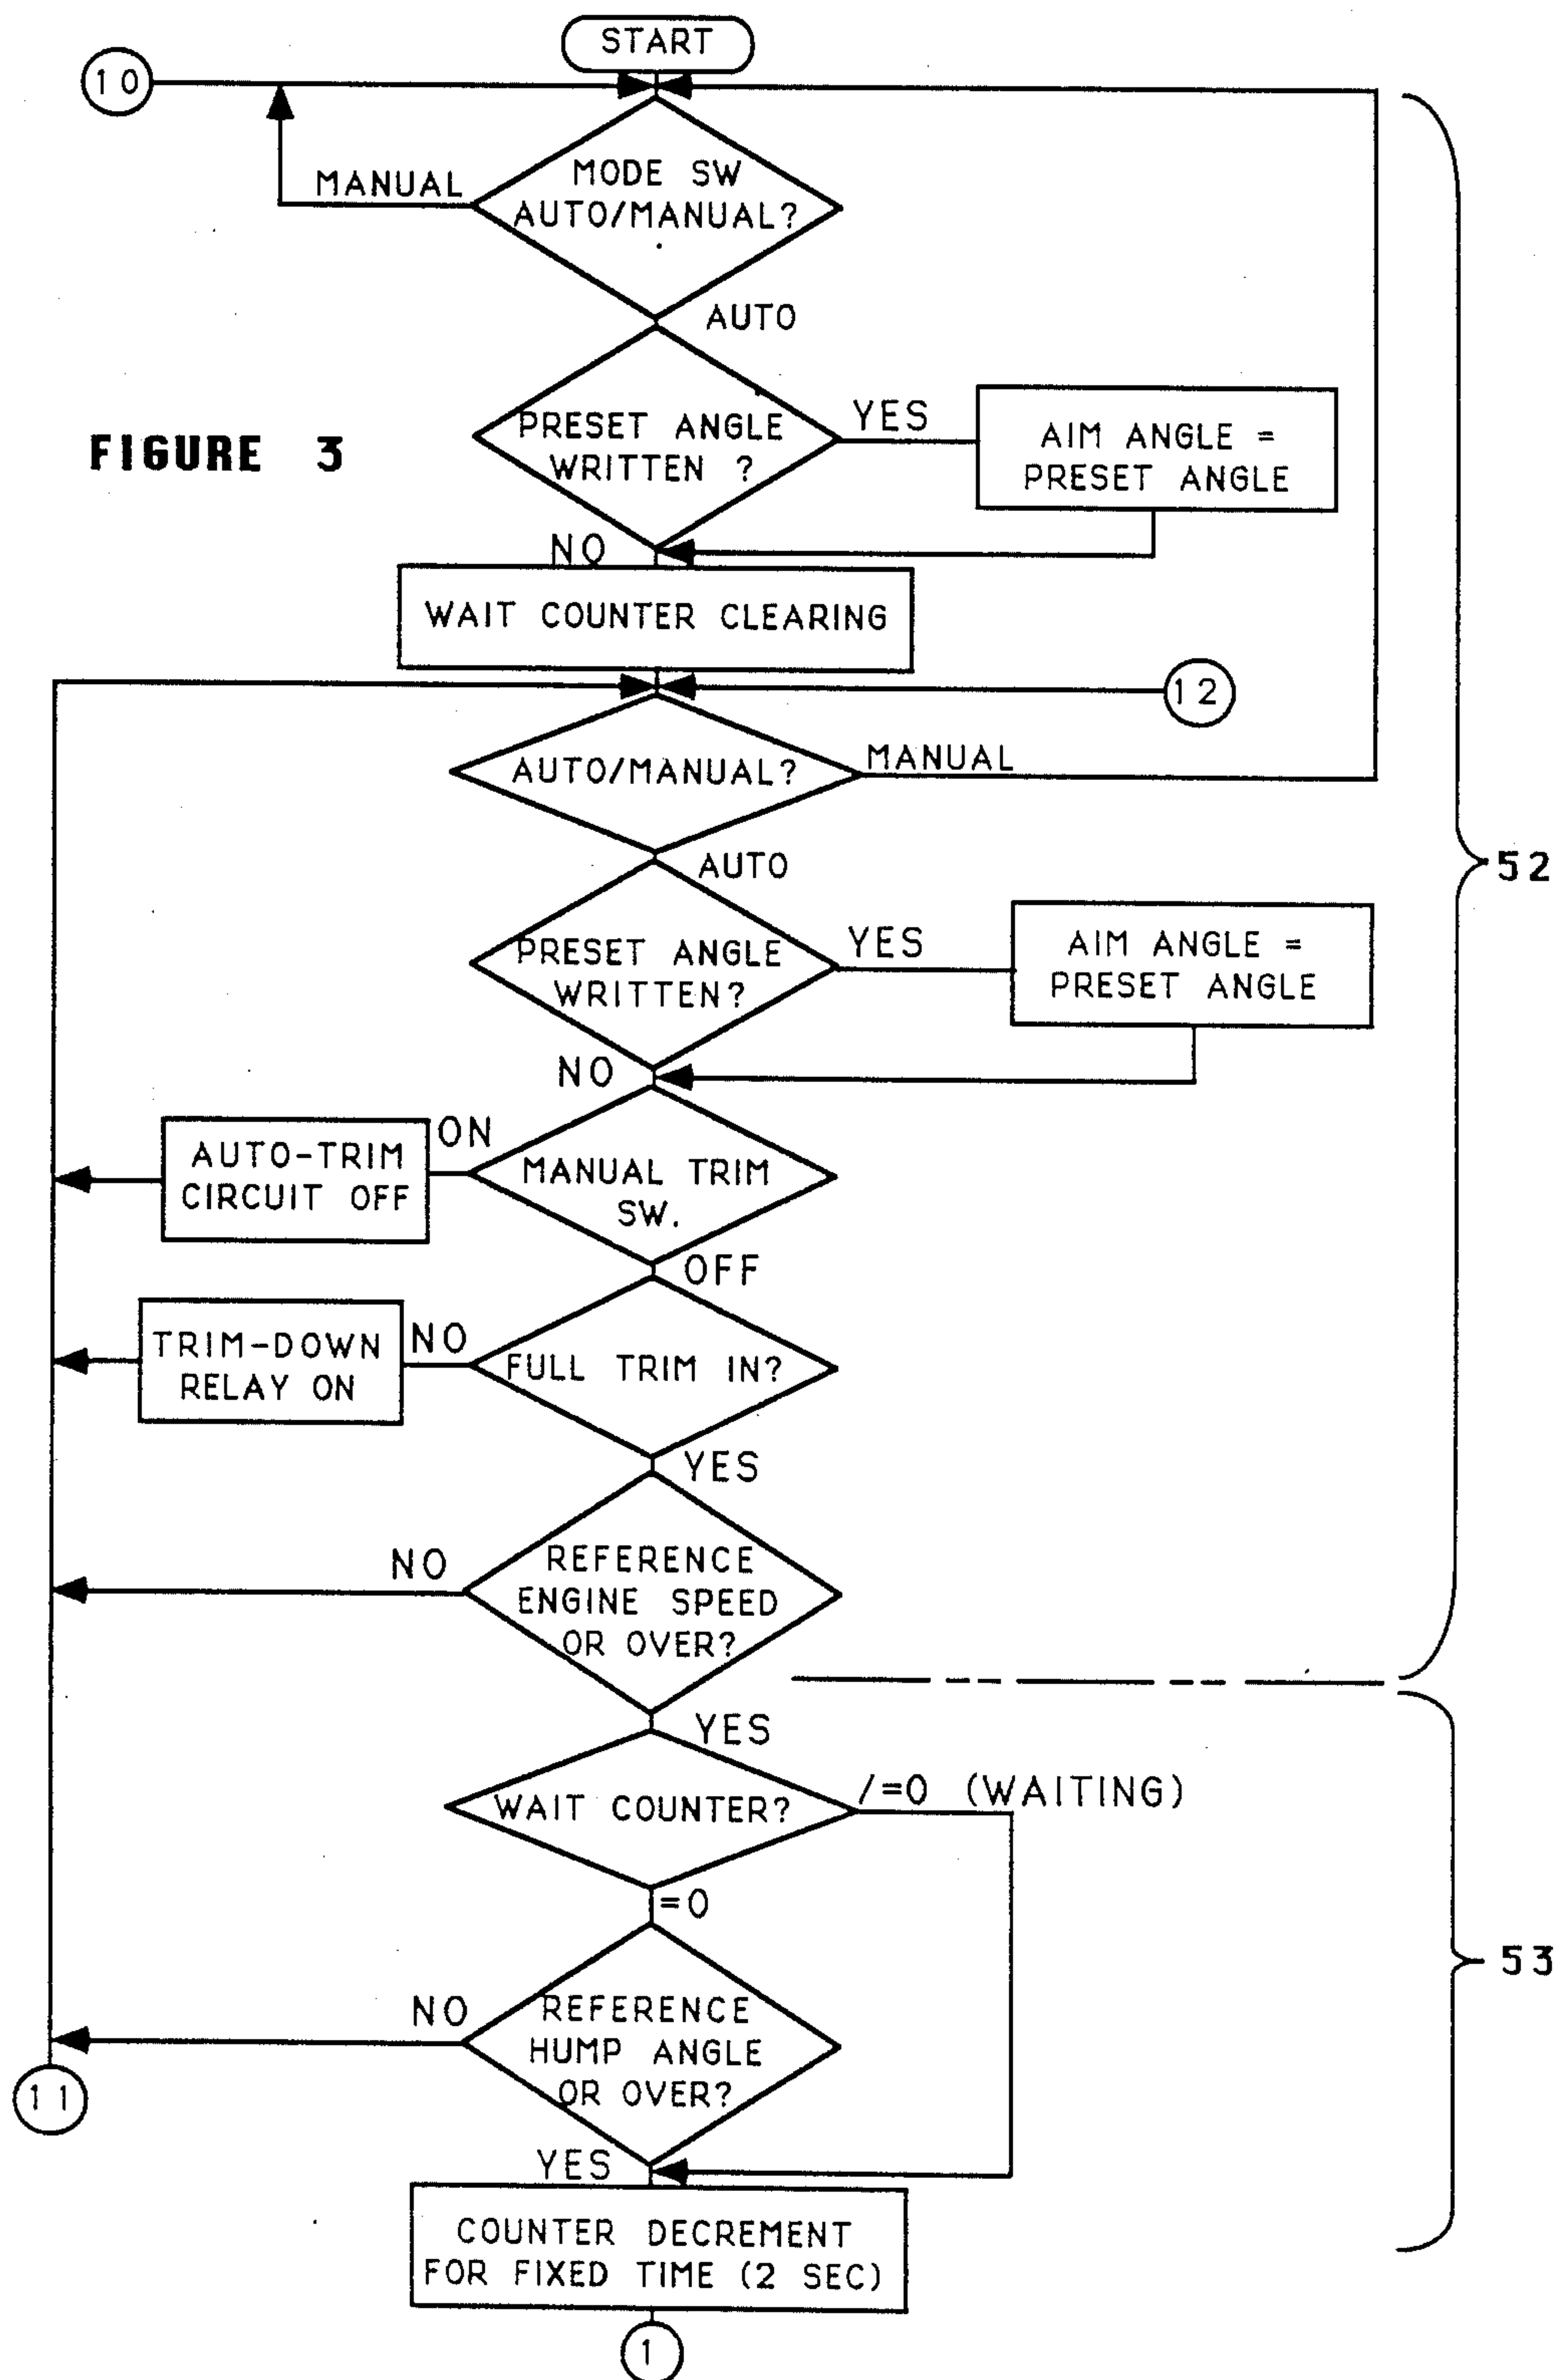 START
10
MODE SW
AUTO/MANUAL?
MANUAL
AUTO
FIGURE 3
PRESET ANGLE
WRITTEN ?
YES
AIM ANGLE =
PRESET ANGLE
NO
WAIT COUNTER CLEARING
12
AUTO/MANUAL?
MANUAL
AUTO
52
PRESET ANGLE
WRITTEN?
YES
AIM ANGLE =
PRESET ANGLE
NO
ON
AUTO-TRIM
CIRCUIT OFF
MANUAL TRIM
SW.
OFF
TRIM-DOWN
RELAY ON
NO
FULL TRIM IN?
YES
NO
REFERENCE
ENGINE SPEED
OR OVER?
YES
/=0 (WAITING)
WAIT COUNTER?
=0
53
NO
REFERENCE
HUMP ANGLE
OR OVER?
11
YES
COUNTER DECREMENT
FOR FIXED TIME (2 SEC)
1